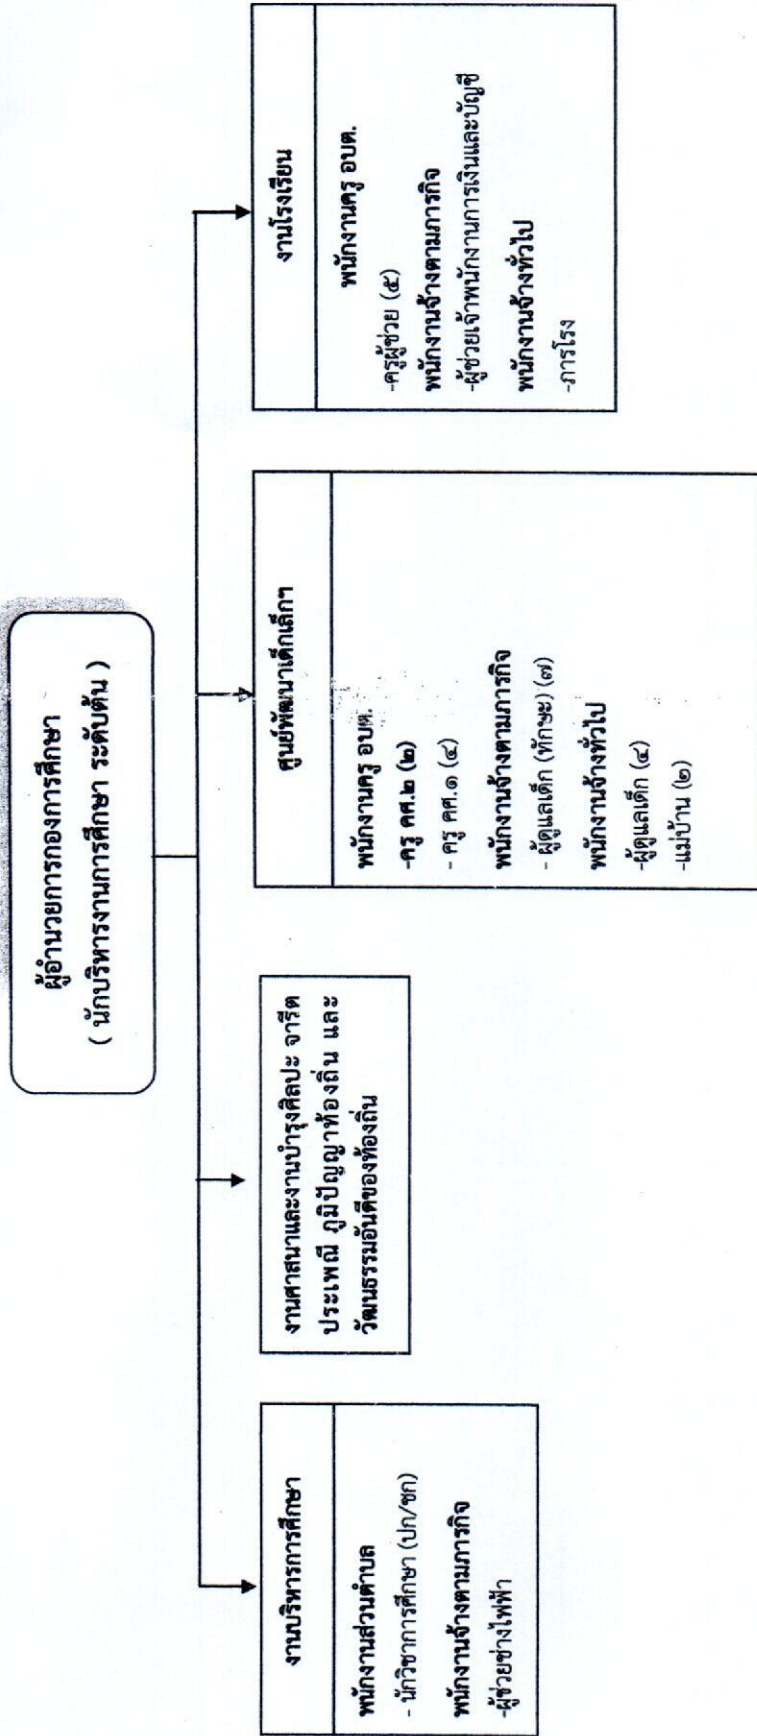 ผู้อำนวยการกองการศึกษา
( นักบริหารงานการศึกษา ระดับต้น )
งานบริหารการศึกษา
พนักงานส่วนตำบล
- นักวิชาการศึกษา (ปก/ชก)
พนักงานจ้างตามภารกิจ
-ผู้ช่วยช่างไฟฟ้า
งานศาสนาและงานบำรุงศิลปะ จารีต
ประเพณี ภูมิปัญญาท้องถิ่น และ
วัฒนธรรมอันดีของท้องถิ่น
ศูนย์พัฒนาเด็กเล็กฯ
พนักงานครู อบต.
-ครู คศ.๒ (๒)
- ครู คศ.๑ (๔)
พนักงานจ้างตามภารกิจ
- ผู้ดูแลเด็ก (ทักษะ) (๗)
พนักงานจ้างทั่วไป
-ผู้ดูแลเด็ก (๔)
-แม่บ้าน (๒)
งานโรงเรียน
พนักงานครู อบต.
-ครูผู้ช่วย (๕)
พนักงานจ้างตามภารกิจ
-ผู้ช่วยเจ้าพนักงานการเงินและบัญชี
พนักงานจ้างทั่วไป
-ภารโรง